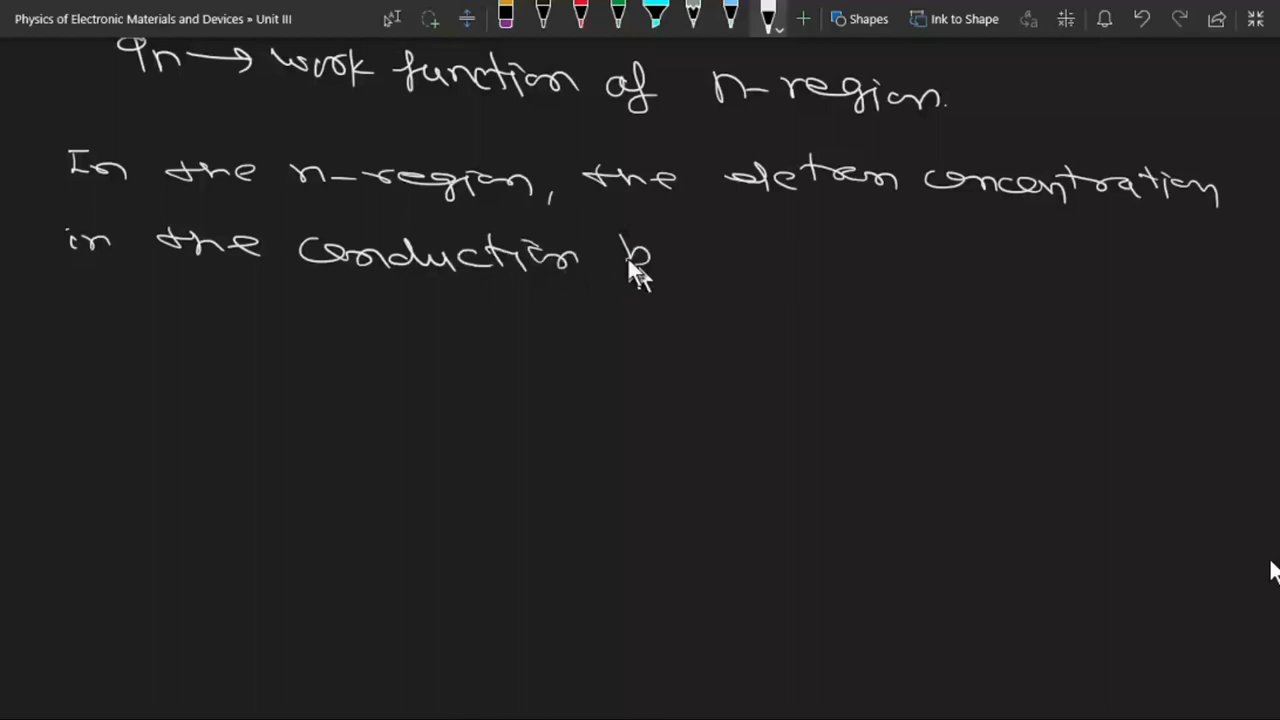 Physics of Electronic Materials and Devices » Unit III
Shapes
Ink to Shape
φn → work function of n-region.
In the n-region, the electron concentration
in the conduction b